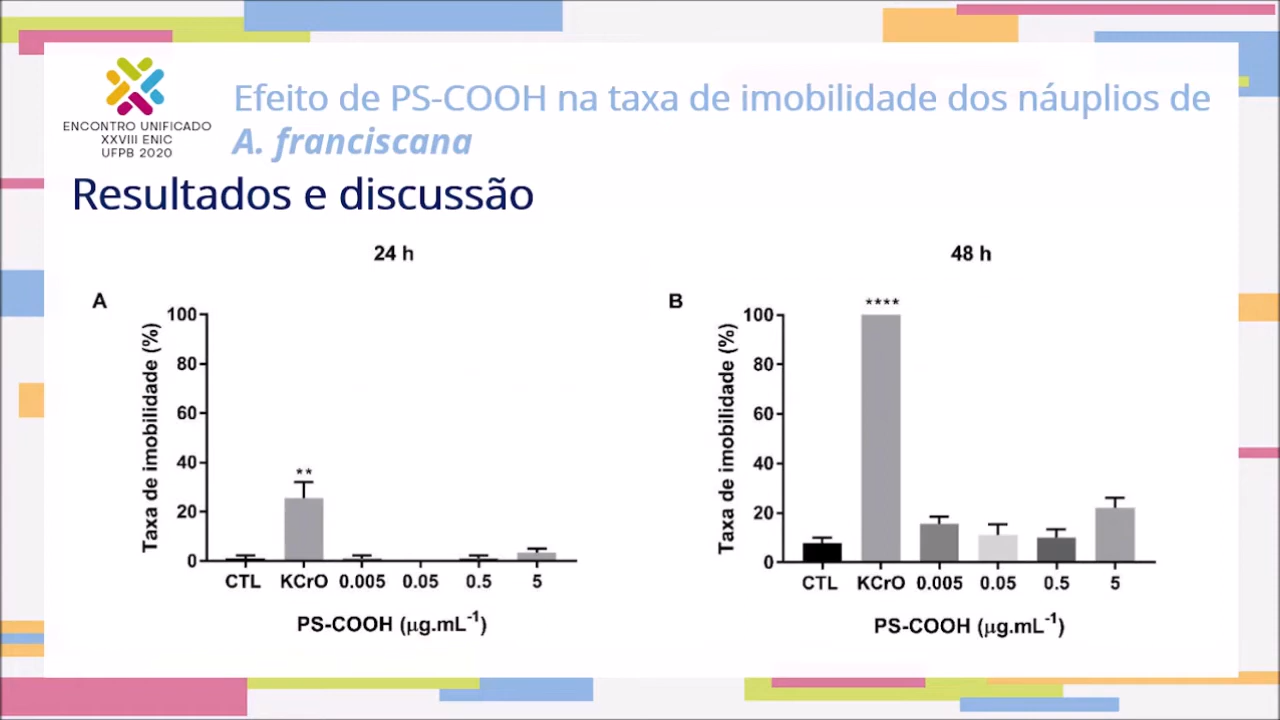 Efeito de PS-COOH na taxa de imobilidade dos náuplios de
A. franciscana
ENCONTRO UNIFICADO
XXVIII ENIC
UFPB 2020
Resultados e discussão
24 h
A
Taxa de imobilidade (%)
100
80
60
40
20
0
**
CTL KCrO 0.005 0.05 0.5 5
PS-COOH (µg.mL⁻¹)
48 h
B
Taxa de imobilidade (%)
100
80
60
40
20
0
****
CTL KCrO 0.005 0.05 0.5 5
PS-COOH (µg.mL⁻¹)